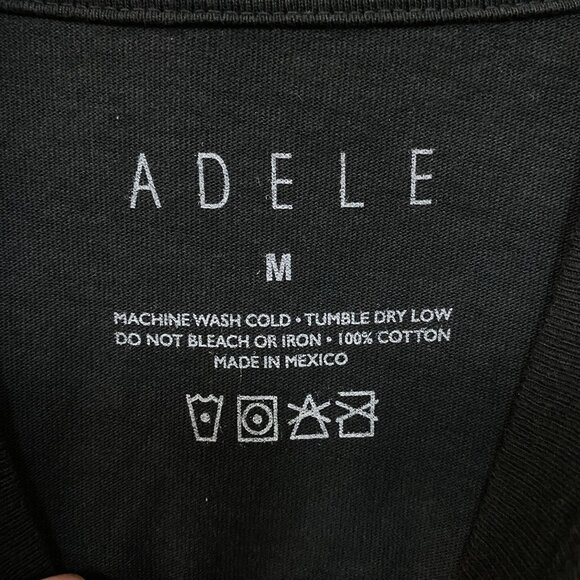 ADELE
M
MACHINE WASH COLD • TUMBLE DRY LOW
DO NOT BLEACH OR IRON • 100% COTTON
MADE IN MEXICO